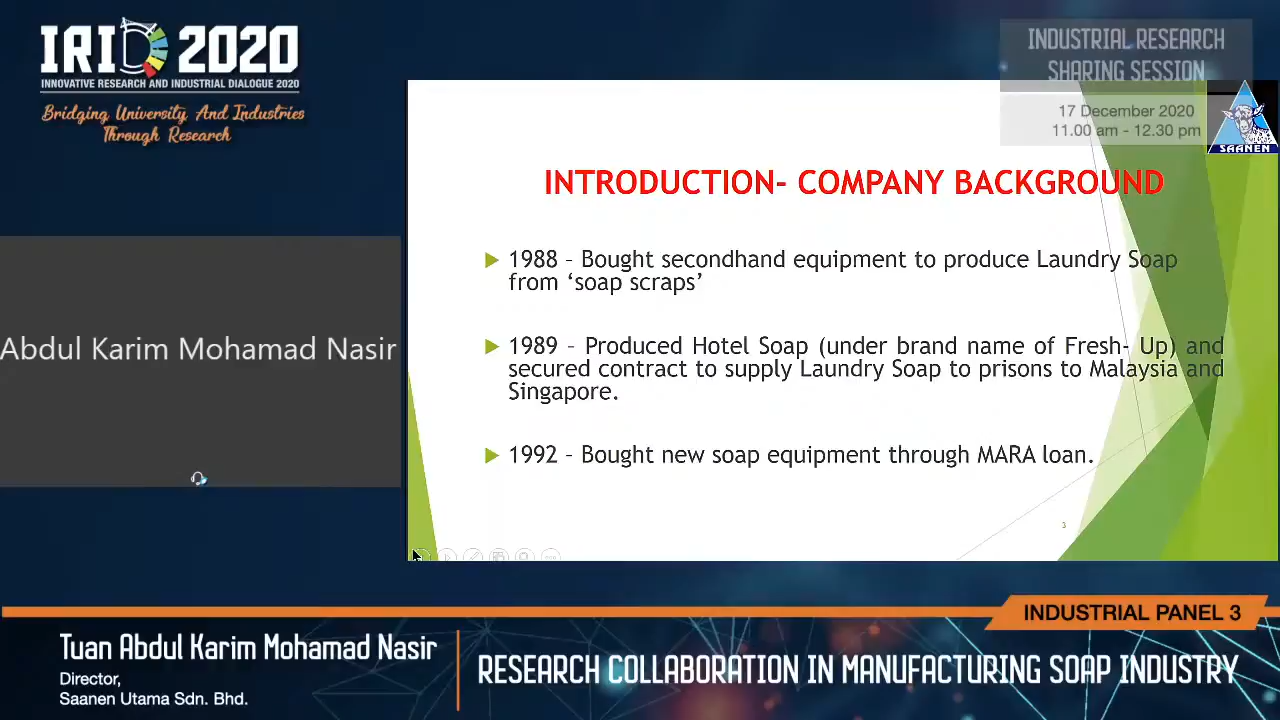 IRID 2020
INNOVATIVE RESEARCH AND INDUSTRIAL DIALOGUE 2020
Bridging University And Industries
Through Research
INDUSTRIAL RESEARCH
SHARING SESSION
17 December 2020
11.00 am - 12.30 pm
SAANEN
INTRODUCTION- COMPANY BACKGROUND
1988 – Bought secondhand equipment to produce Laundry Soap
from ‘soap scraps’
1989 – Produced Hotel Soap (under brand name of Fresh- Up) and
secured contract to supply Laundry Soap to prisons to Malaysia and
Singapore.
1992 – Bought new soap equipment through MARA loan.
3
Abdul Karim Mohamad Nasir
INDUSTRIAL PANEL 3
Tuan Abdul Karim Mohamad Nasir
Director,
Saanen Utama Sdn. Bhd.
RESEARCH COLLABORATION IN MANUFACTURING SOAP INDUSTRY